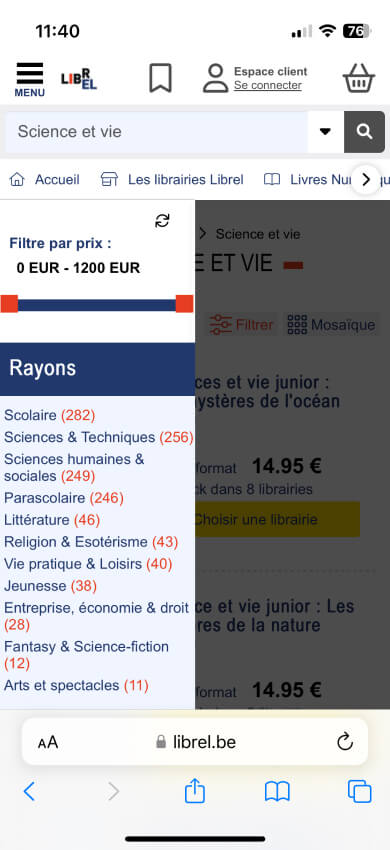 11:40
76
MENU
LIBREL
Espace client
Se connecter
Science et vie
Accueil
Les librairies Librel
Livres Nu
Filtre par prix :
0 EUR - 1200 EUR
Science et vie
E ET VIE
Filtrer
Mosaïque
Rayons
Scolaire (282)
Sciences & Techniques (256)
Sciences humaines &
sociales (249)
Parascolaire (246)
Littérature (46)
Religion & Esotérisme (43)
Vie pratique & Loisirs (40)
Jeunesse (38)
Entreprise, économie & droit
(28)
Fantasy & Science-fiction
(12)
Arts et spectacles (11)
ces et vie junior :
ystères de l'océan
format 14.95 €
ck dans 8 librairies
Choisir une librairie
ce et vie junior : Les
res de la nature
format 14.95 €
AA
librel.be